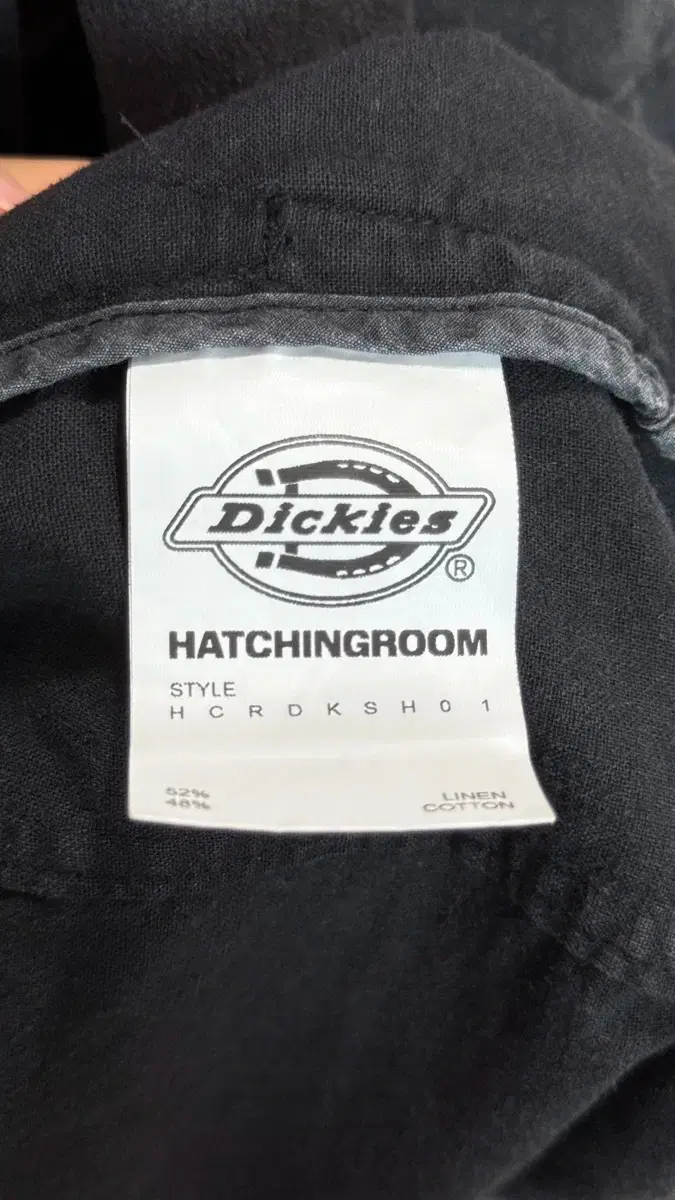 Dickies
®
HATCHINGROOM
STYLE
H C R D K S H 0 1
52% LINEN
48% COTTON